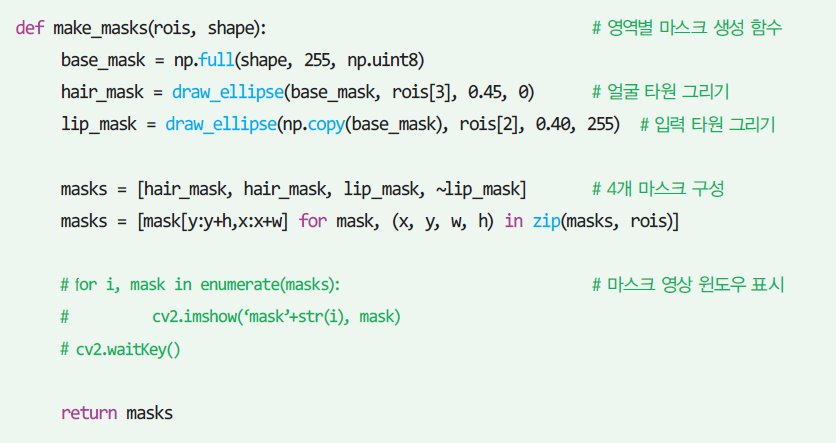 def make_masks(rois, shape): # 영역별 마스크 생성 함수
base_mask = np.full(shape, 255, np.uint8)
hair_mask = draw_ellipse(base_mask, rois[3], 0.45, 0) # 얼굴 타원 그리기
lip_mask = draw_ellipse(np.copy(base_mask), rois[2], 0.40, 255) # 입력 타원 그리기
masks = [hair_mask, hair_mask, lip_mask, ~lip_mask] # 4개 마스크 구성
masks = [mask[y:y+h,x:x+w] for mask, (x, y, w, h) in zip(masks, rois)]
# for i, mask in enumerate(masks): # 마스크 영상 윈도우 표시
# cv2.imshow(‘mask’+str(i), mask)
# cv2.waitKey()
return masks